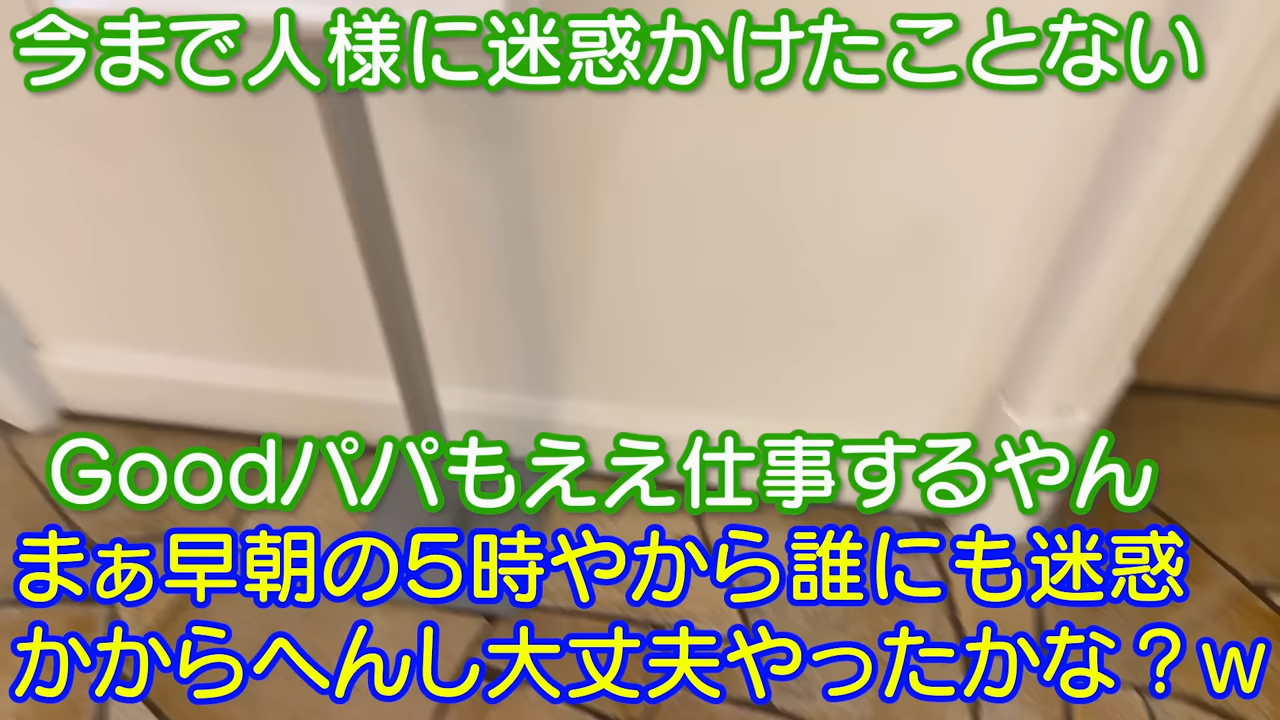 今まで人様に迷惑かけたことない
Goodパパもええ仕事するやん
まぁ早朝の5時やから誰にも迷惑
かからへんし大丈夫やったかな？w